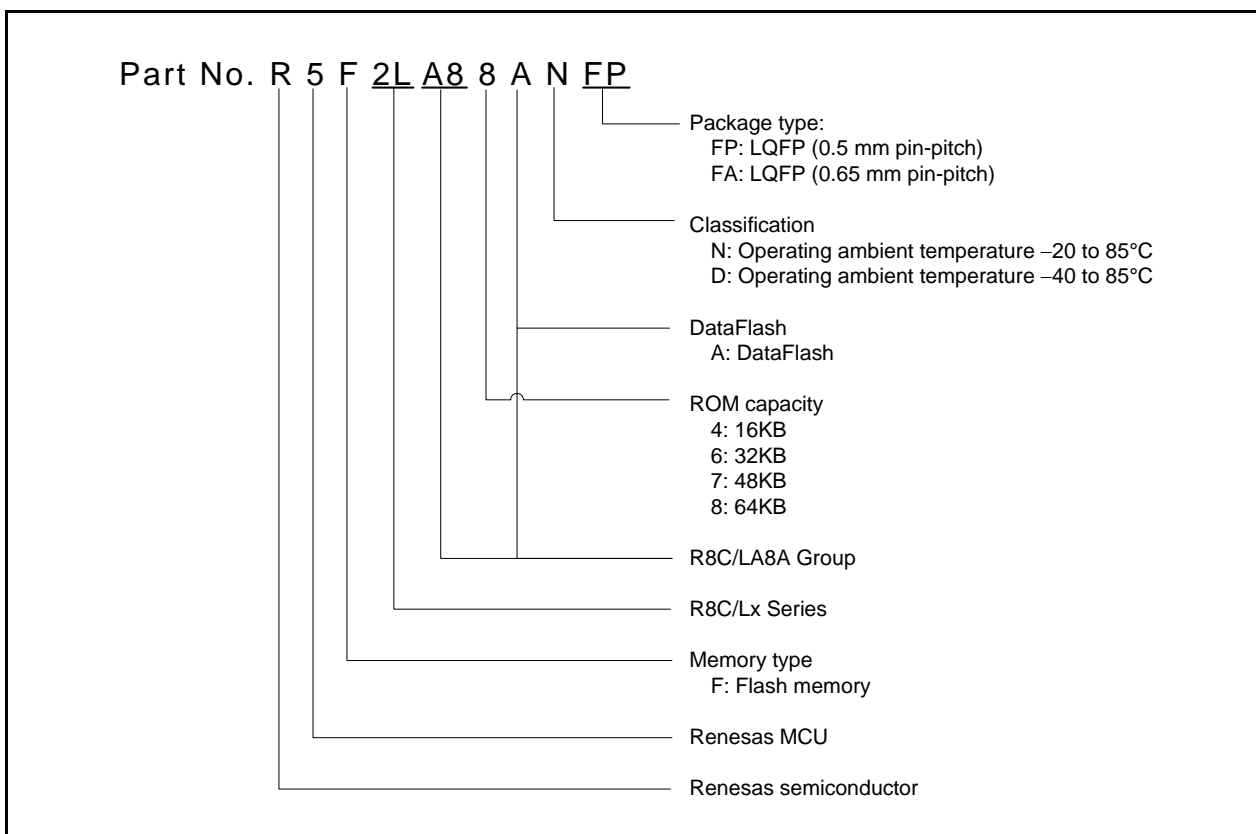 Part No. R 5 F 2L A8 8 A N FP
Package type:
FP: LQFP (0.5 mm pin-pitch)
FA: LQFP (0.65 mm pin-pitch)
Classification
N: Operating ambient temperature −20 to 85°C
D: Operating ambient temperature −40 to 85°C
DataFlash
A: DataFlash
ROM capacity
4: 16KB
6: 32KB
7: 48KB
8: 64KB
R8C/LA8A Group
R8C/Lx Series
Memory type
F: Flash memory
Renesas MCU
Renesas semiconductor